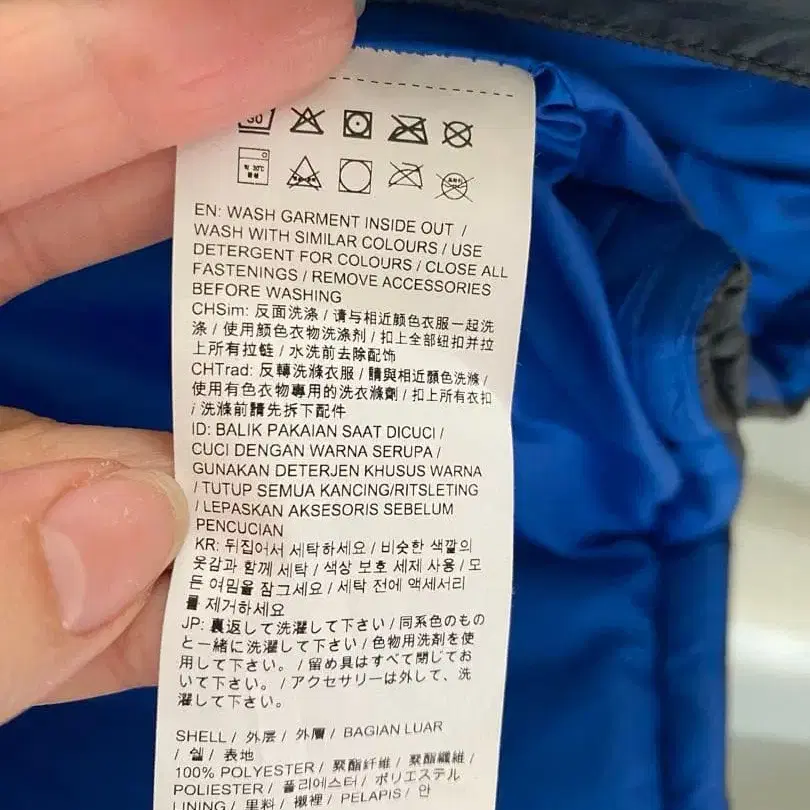 30
약 30℃
EN: WASH GARMENT INSIDE OUT /
WASH WITH SIMILAR COLOURS / USE
DETERGENT FOR COLOURS / CLOSE ALL
FASTENINGS / REMOVE ACCESSORIES
BEFORE WASHING
CHSim: 反面洗涤 / 请与相近颜色衣服一起洗
涤 / 使用颜色衣物洗涤剂 / 扣上全部纽扣并拉
上所有拉链 / 水洗前去除配饰
CHTrad: 反轉洗滌衣服 / 請與相近顏色洗滌 /
使用有色衣物專用的洗衣滌劑 / 扣上所有衣扣
/ 洗滌前請先拆下配件
ID: BALIK PAKAIAN SAAT DICUCI /
CUCI DENGAN WARNA SERUPA /
GUNAKAN DETERJEN KHUSUS WARNA
/ TUTUP SEMUA KANCING/RITSLETING
/ LEPASKAN AKSESORIS SEBELUM
PENCUCIAN
KR: 뒤집어서 세탁하세요 / 비슷한 색깔의
옷감과 함께 세탁 / 색상 보호 세제 사용 / 모
든 여밈을 잠그세요 / 세탁 전에 액세서리
를 제거하세요
JP: 裏返して洗濯して下さい / 同系色のもの
と一緒に洗濯して下さい / 色物用洗剤を使
用して下さい。 / 留め具はすべて閉じてお
いて下さい。 / アクセサリーは外して、洗
濯して下さい。
SHELL / 外层 / 外層 / BAGIAN LUAR
/ 쉘 / 表地
100% POLYESTER / 聚酯纤维 / 聚酯纖維 /
POLIESTER / 폴리에스터 / ポリエステル
LINING / 里料 / 襯裡 / PELAPIS / 안